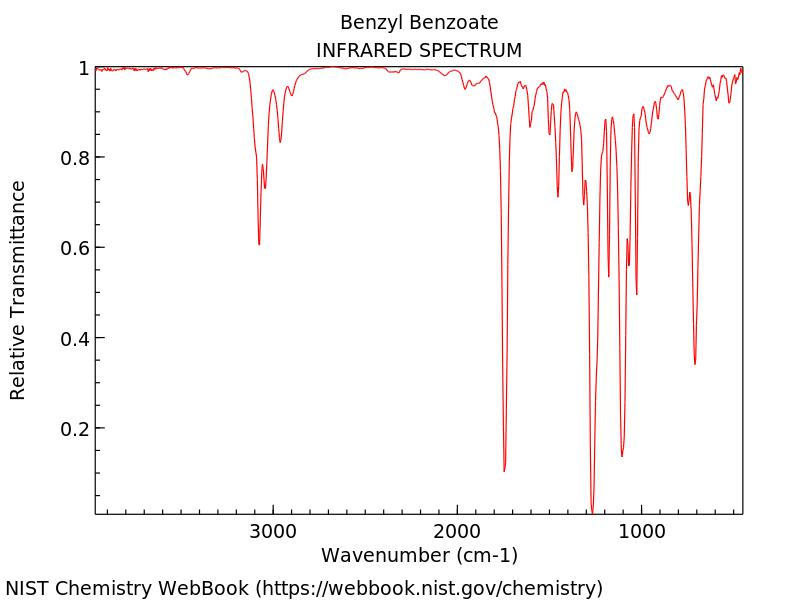 Benzyl Benzoate
INFRARED SPECTRUM
1
0.8
0.6
0.4
0.2
Relative Transmittance
3000 2000 1000
Wavenumber (cm-1)
NIST Chemistry WebBook (https://webbook.nist.gov/chemistry)